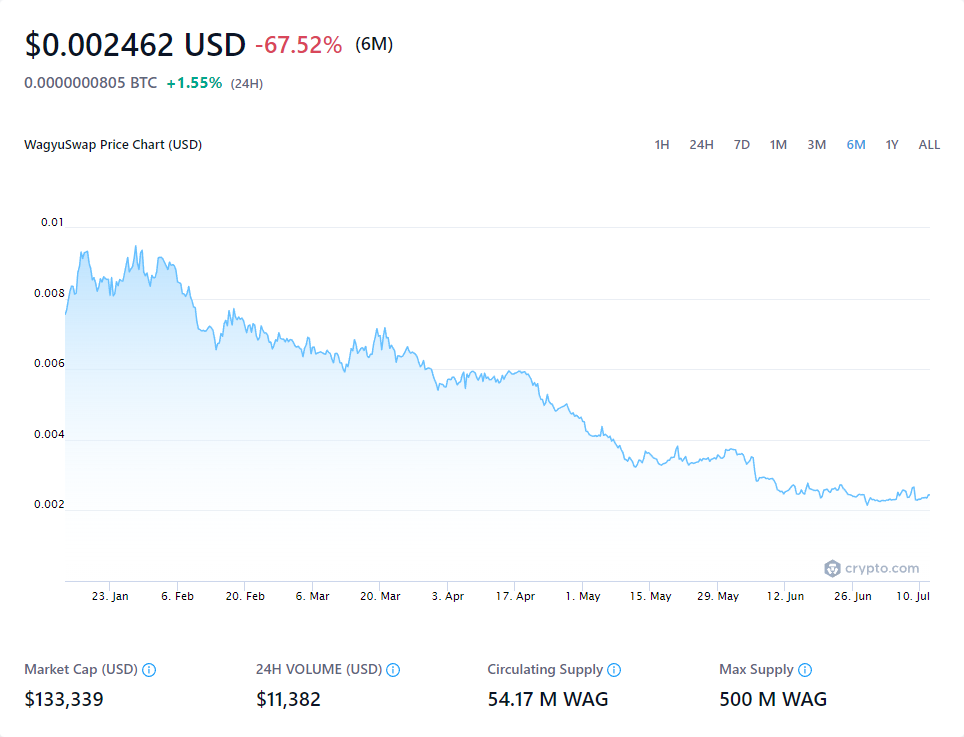 $0.002462 USD -67.52% (6M)
0.0000000805 BTC +1.55% (24H)
WagyuSwap Price Chart (USD) 1H 24H 7D 1M 3M 6M 1Y ALL
0.01
0.008
0.006
0.004
0.002
crypto.com
23. Jan 6. Feb 20. Feb 6. Mar 20. Mar 3. Apr 17. Apr 1. May 15. May 29. May 12. Jun 26. Jun 10. Jul
Market Cap (USD) 24H VOLUME (USD) Circulating Supply Max Supply
$133,339 $11,382 54.17 M WAG 500 M WAG